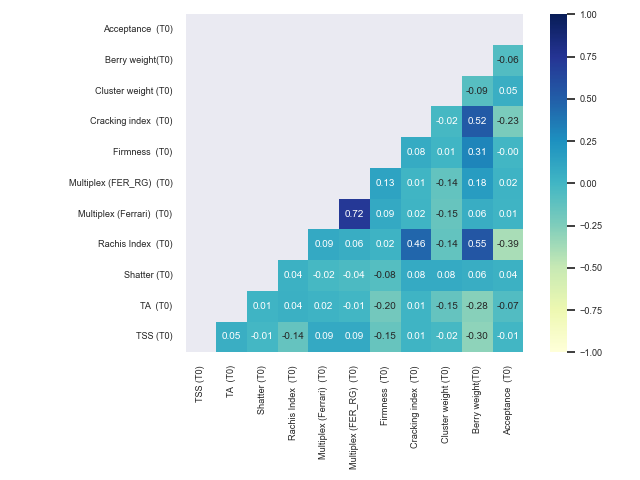 Acceptance (T0)
Berry weight(T0) -0.06
Cluster weight (T0) -0.09 0.05
Cracking index (T0) -0.02 0.52 -0.23
Firmness (T0) 0.08 0.01 0.31 -0.00
Multiplex (FER_RG) (T0) 0.13 0.01 -0.14 0.18 0.02
Multiplex (Ferrari) (T0) 0.72 0.09 0.02 -0.15 0.06 0.01
Rachis Index (T0) 0.09 0.06 0.02 0.46 -0.14 0.55 -0.39
Shatter (T0) 0.04 -0.02 -0.04 -0.08 0.08 0.08 0.06 0.04
TA (T0) 0.01 0.04 0.02 -0.01 -0.20 0.01 -0.15 -0.28 -0.07
TSS (T0) 0.05 -0.01 -0.14 0.09 0.09 -0.15 0.01 -0.02 -0.30 -0.01
TSS (T0)
TA (T0)
Shatter (T0)
Rachis Index (T0)
Multiplex (Ferrari) (T0)
Multiplex (FER_RG) (T0)
Firmness (T0)
Cracking index (T0)
Cluster weight (T0)
Berry weight(T0)
Acceptance (T0)
1.00
0.75
0.50
0.25
0.00
−0.25
−0.50
−0.75
−1.00